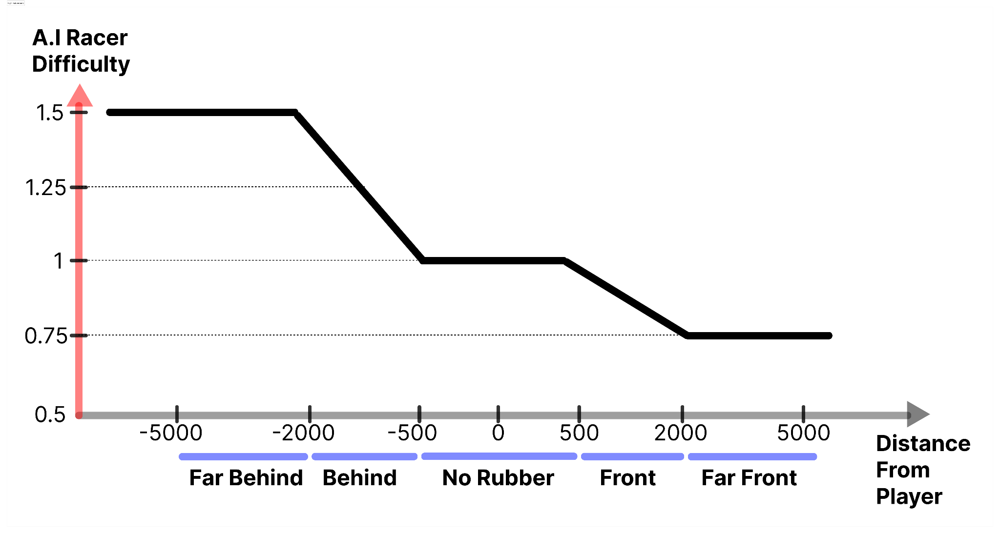 A.I Racer
Difficulty
1.5
1.25
1
0.75
0.5
-5000 -2000 -500 0 500 2000 5000
Far Behind Behind No Rubber Front Far Front
Distance
From
Player